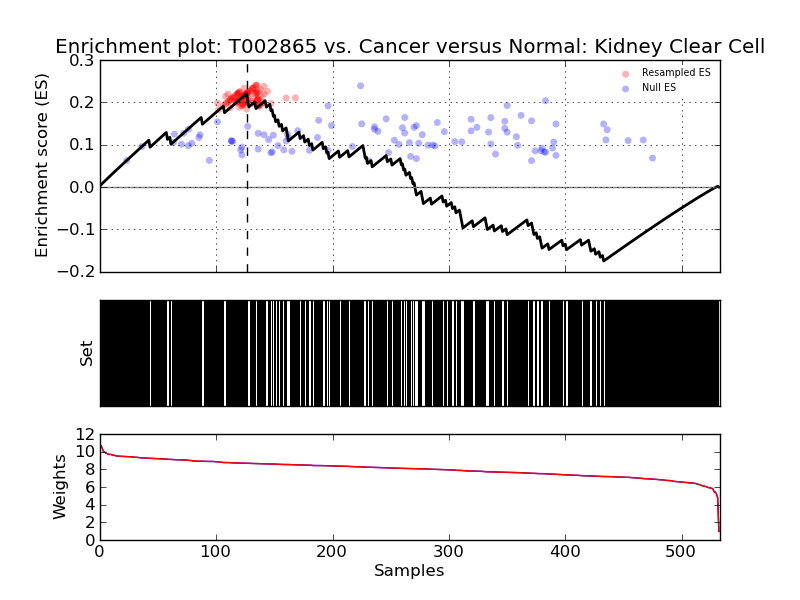 Enrichment plot: T002865 vs. Cancer versus Normal: Kidney Clear Cell
Enrichment score (ES)
0.3
0.2
0.1
0.0
−0.1
−0.2
Resampled ES
Null ES
Set
Weights
12
10
8
6
4
2
0
0 100 200 300 400 500
Samples